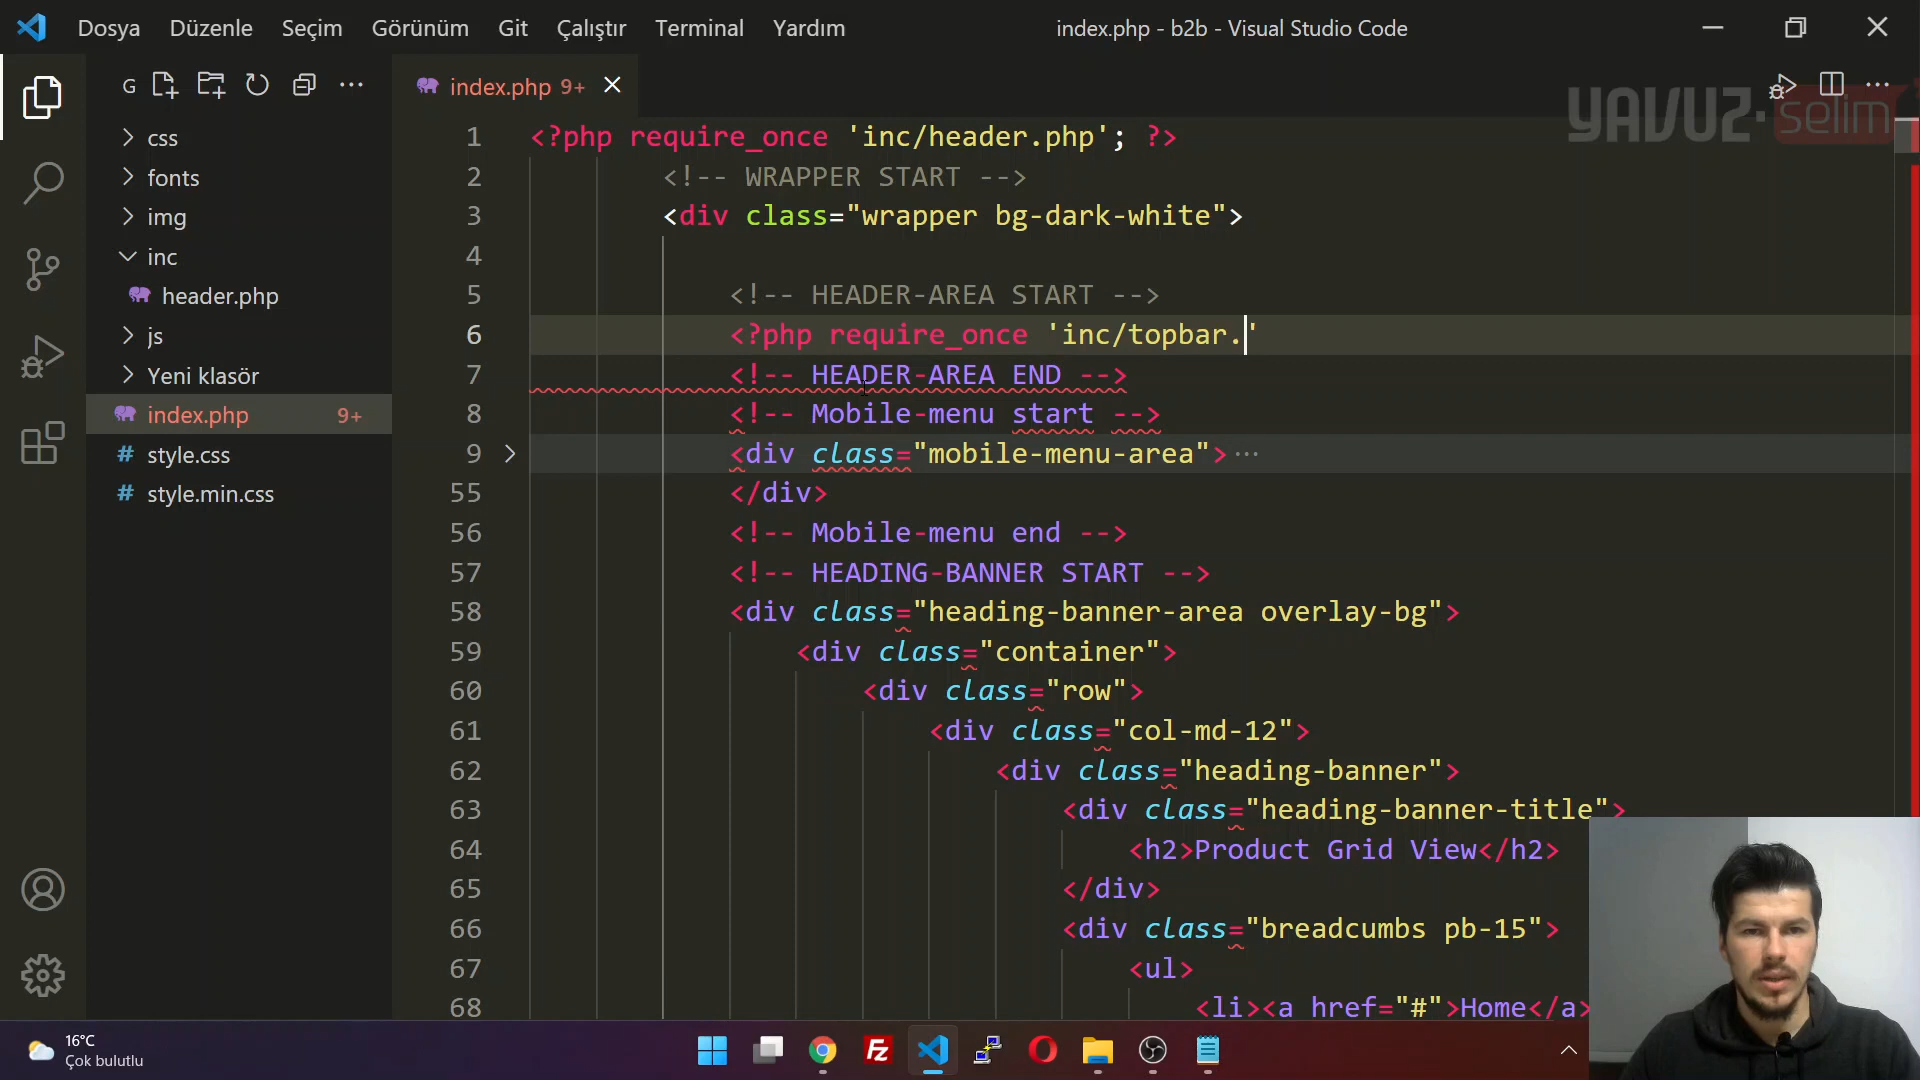 Dosya Düzenle Seçim Görünüm Git Çalıştır Terminal Yardım
index.php - b2b - Visual Studio Code
G
index.php 9+
YAVUZ·selim
css
fonts
img
inc
header.php
js
Yeni klasör
index.php 9+
# style.css
# style.min.css
1 <?php require_once 'inc/header.php'; ?>
2 <!-- WRAPPER START -->
3 <div class="wrapper bg-dark-white">
4
5 <!-- HEADER-AREA START -->
6 <?php require_once 'inc/topbar.'
7 <!-- HEADER-AREA END -->
8 <!-- Mobile-menu start -->
9 <div class="mobile-menu-area"> ···
55 </div>
56 <!-- Mobile-menu end -->
57 <!-- HEADING-BANNER START -->
58 <div class="heading-banner-area overlay-bg">
59 <div class="container">
60 <div class="row">
61 <div class="col-md-12">
62 <div class="heading-banner">
63 <div class="heading-banner-title">
64 <h2>Product Grid View</h2>
65 </div>
66 <div class="breadcumbs pb-15">
67 <ul>
68 <li><a href="#">Home</a>
16°C
Çok bulutlu
Fz